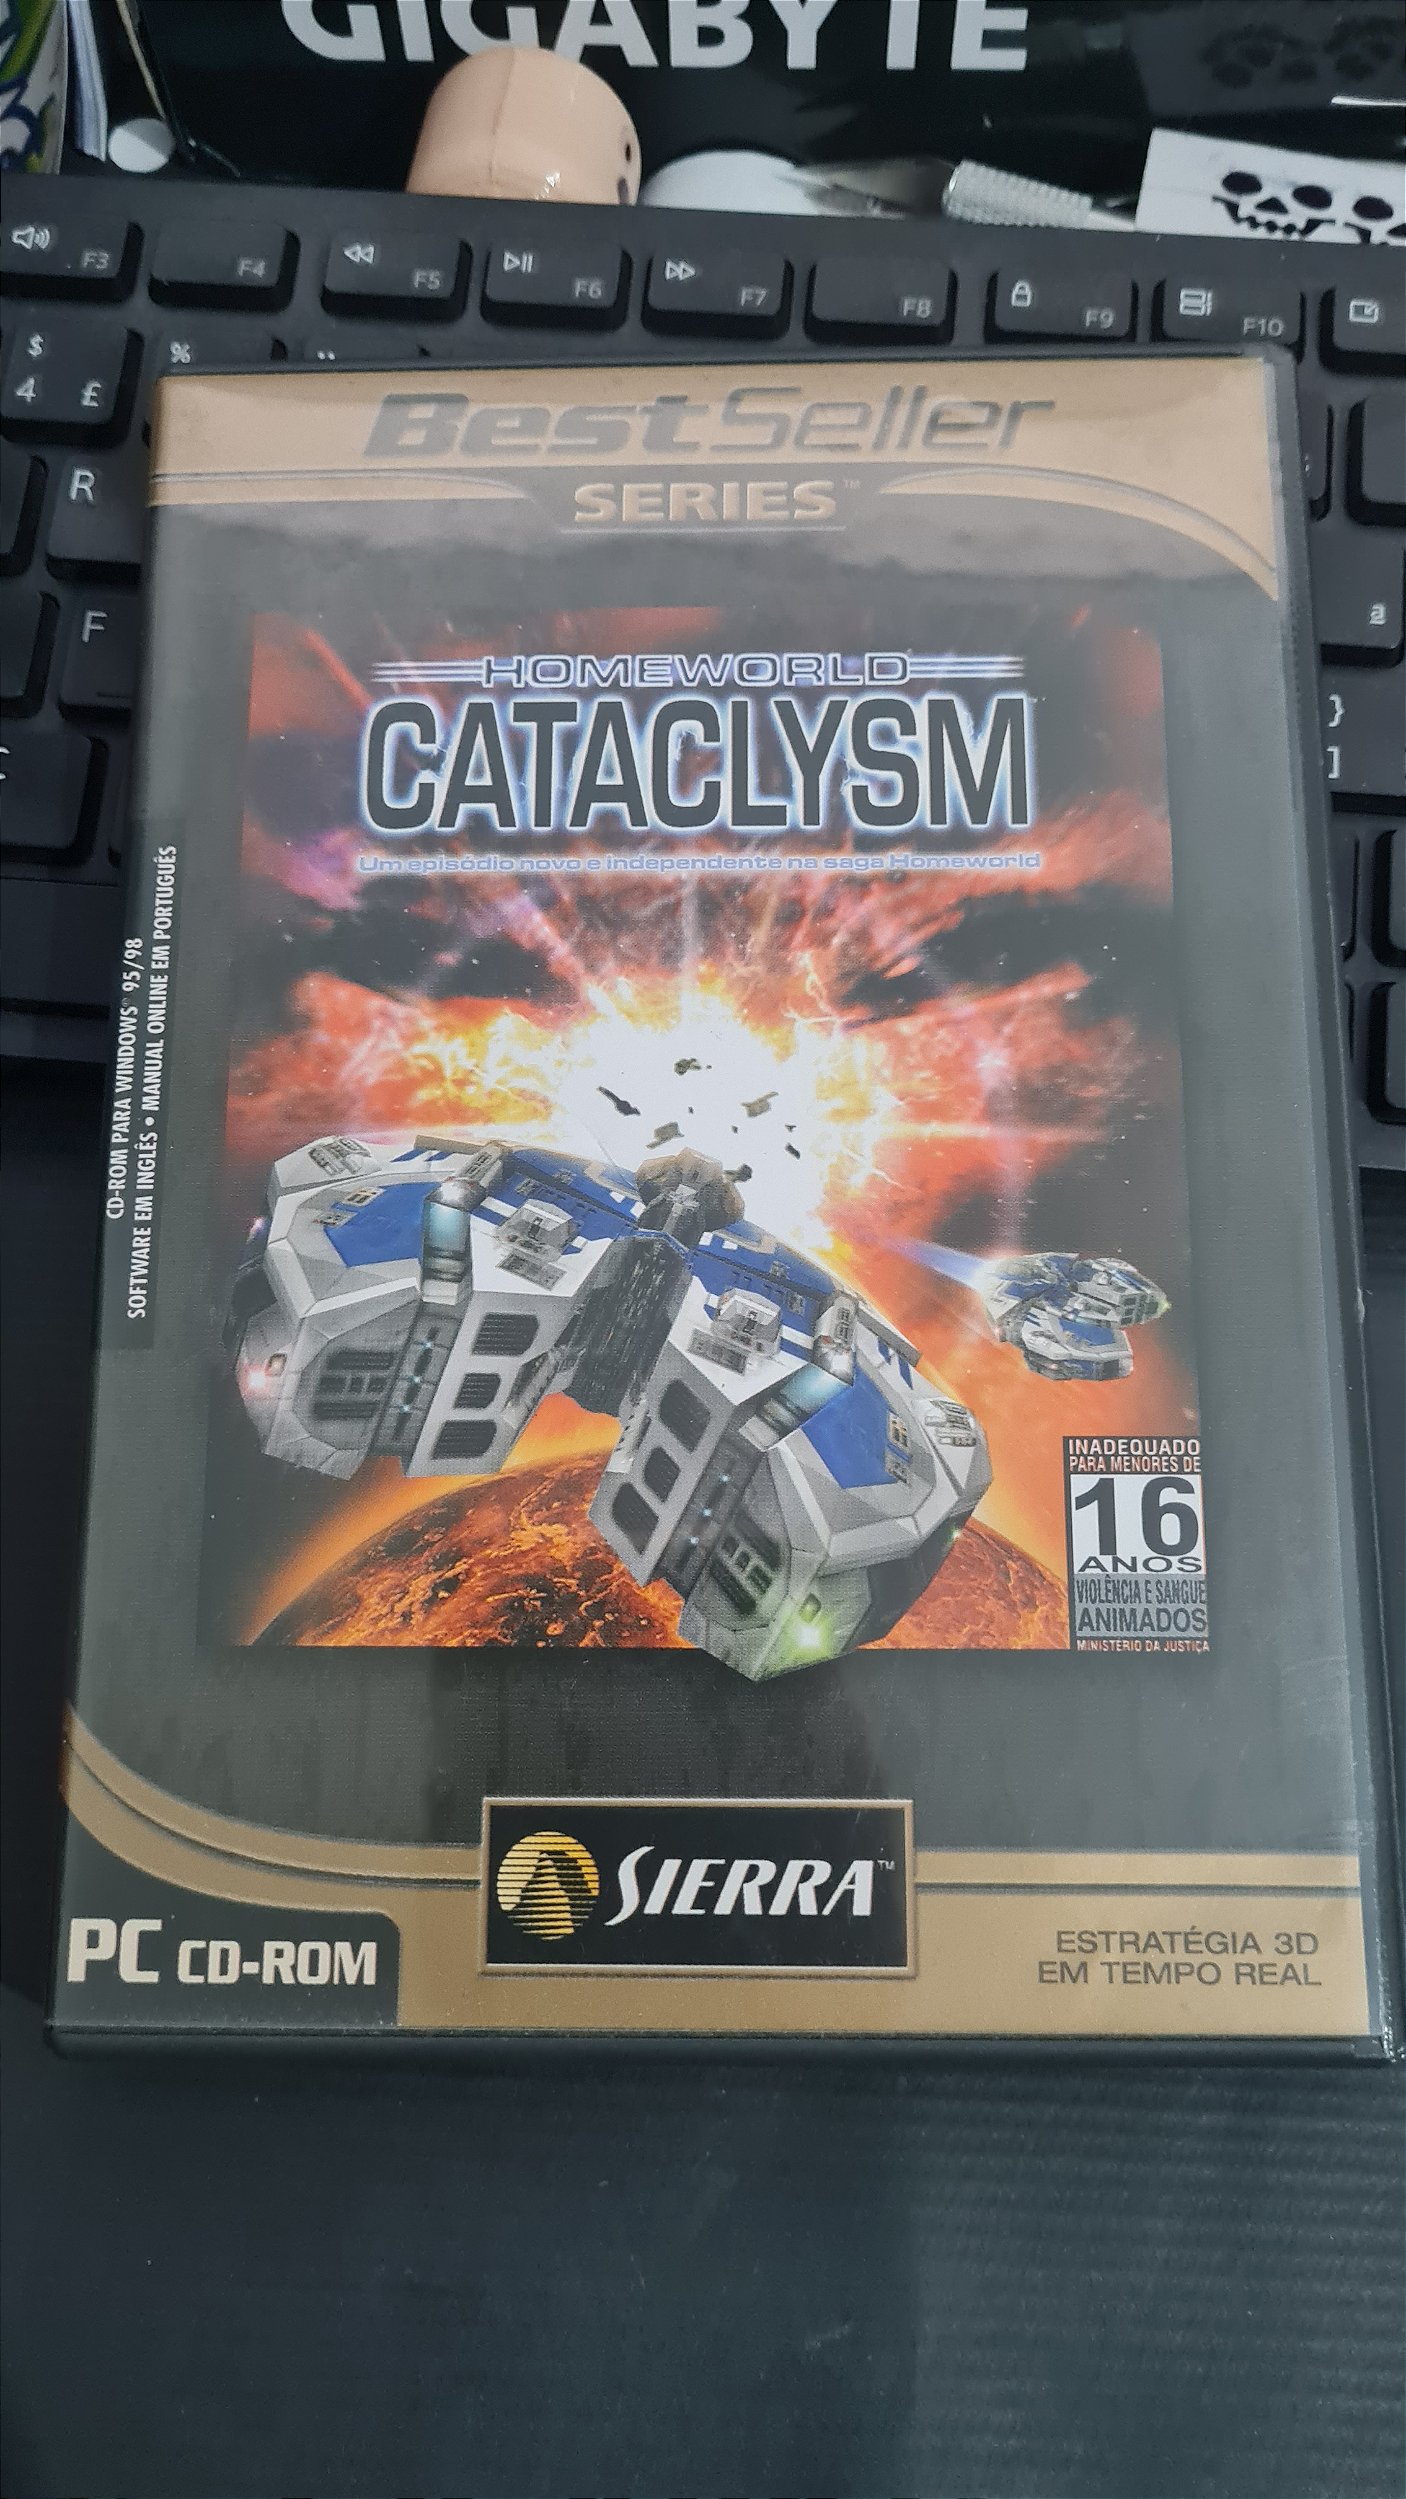 GIGABYTE
F3
F4
F5
F6
F7
F8
F9
F10
$
4 £
%
R
F
ª
}
]
BestSeller
SERIES™
HOMEWORLD
CATACLYSM
Um episódio novo e independente na saga Homeworld
CD-ROM PARA WINDOWS® 95/98
SOFTWARE EM INGLÊS • MANUAL ONLINE EM PORTUGUÊS
INADEQUADO
PARA MENORES DE
16
ANOS
VIOLÊNCIA E SANGUE
ANIMADOS
MINISTÉRIO DA JUSTIÇA
SIERRA™
PC CD-ROM
ESTRATÉGIA 3D
EM TEMPO REAL